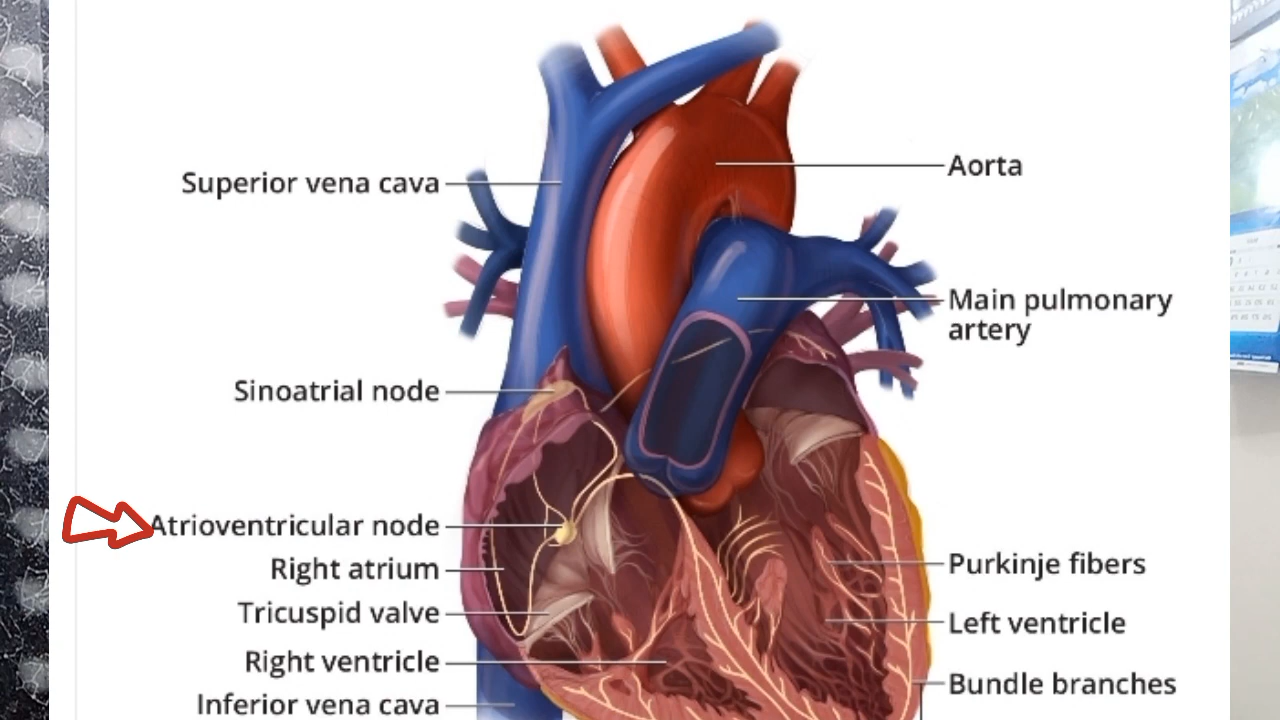 Superior vena cava
Aorta
Main pulmonary
artery
Sinoatrial node
Atrioventricular node
Right atrium
Tricuspid valve
Right ventricle
Inferior vena cava
Purkinje fibers
Left ventricle
Bundle branches